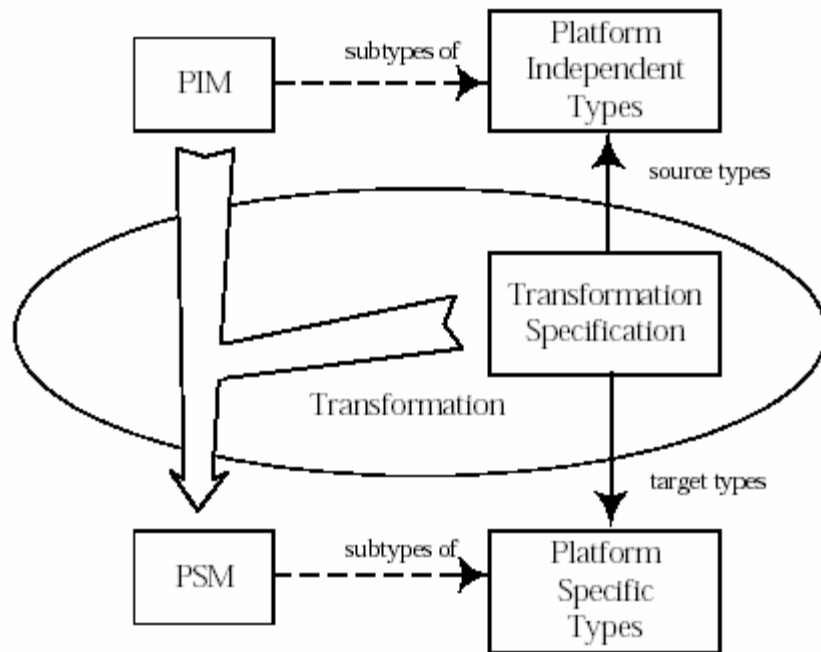 PIM
subtypes of
Platform
Independent
Types
source types
Transformation
Specification
Transformation
target types
PSM
subtypes of
Platform
Specific
Types